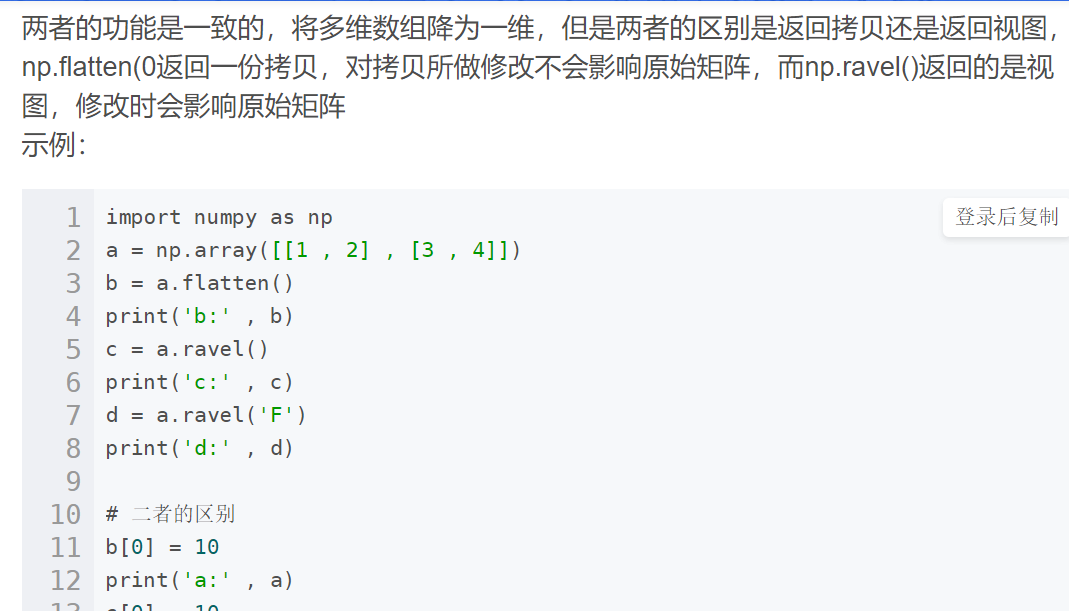 两者的功能是一致的，将多维数组降为一维，但是两者的区别是返回拷贝还是返回视图，
np.flatten(0返回一份拷贝，对拷贝所做修改不会影响原始矩阵，而np.ravel()返回的是视
图，修改时会影响原始矩阵
示例：
登录后复制
1 import numpy as np
2 a = np.array([[1 , 2] , [3 , 4]])
3 b = a.flatten()
4 print('b:' , b)
5 c = a.ravel()
6 print('c:' , c)
7 d = a.ravel('F')
8 print('d:' , d)
9
10 # 二者的区别
11 b[0] = 10
12 print('a:' , a)
13 c[0] = 10